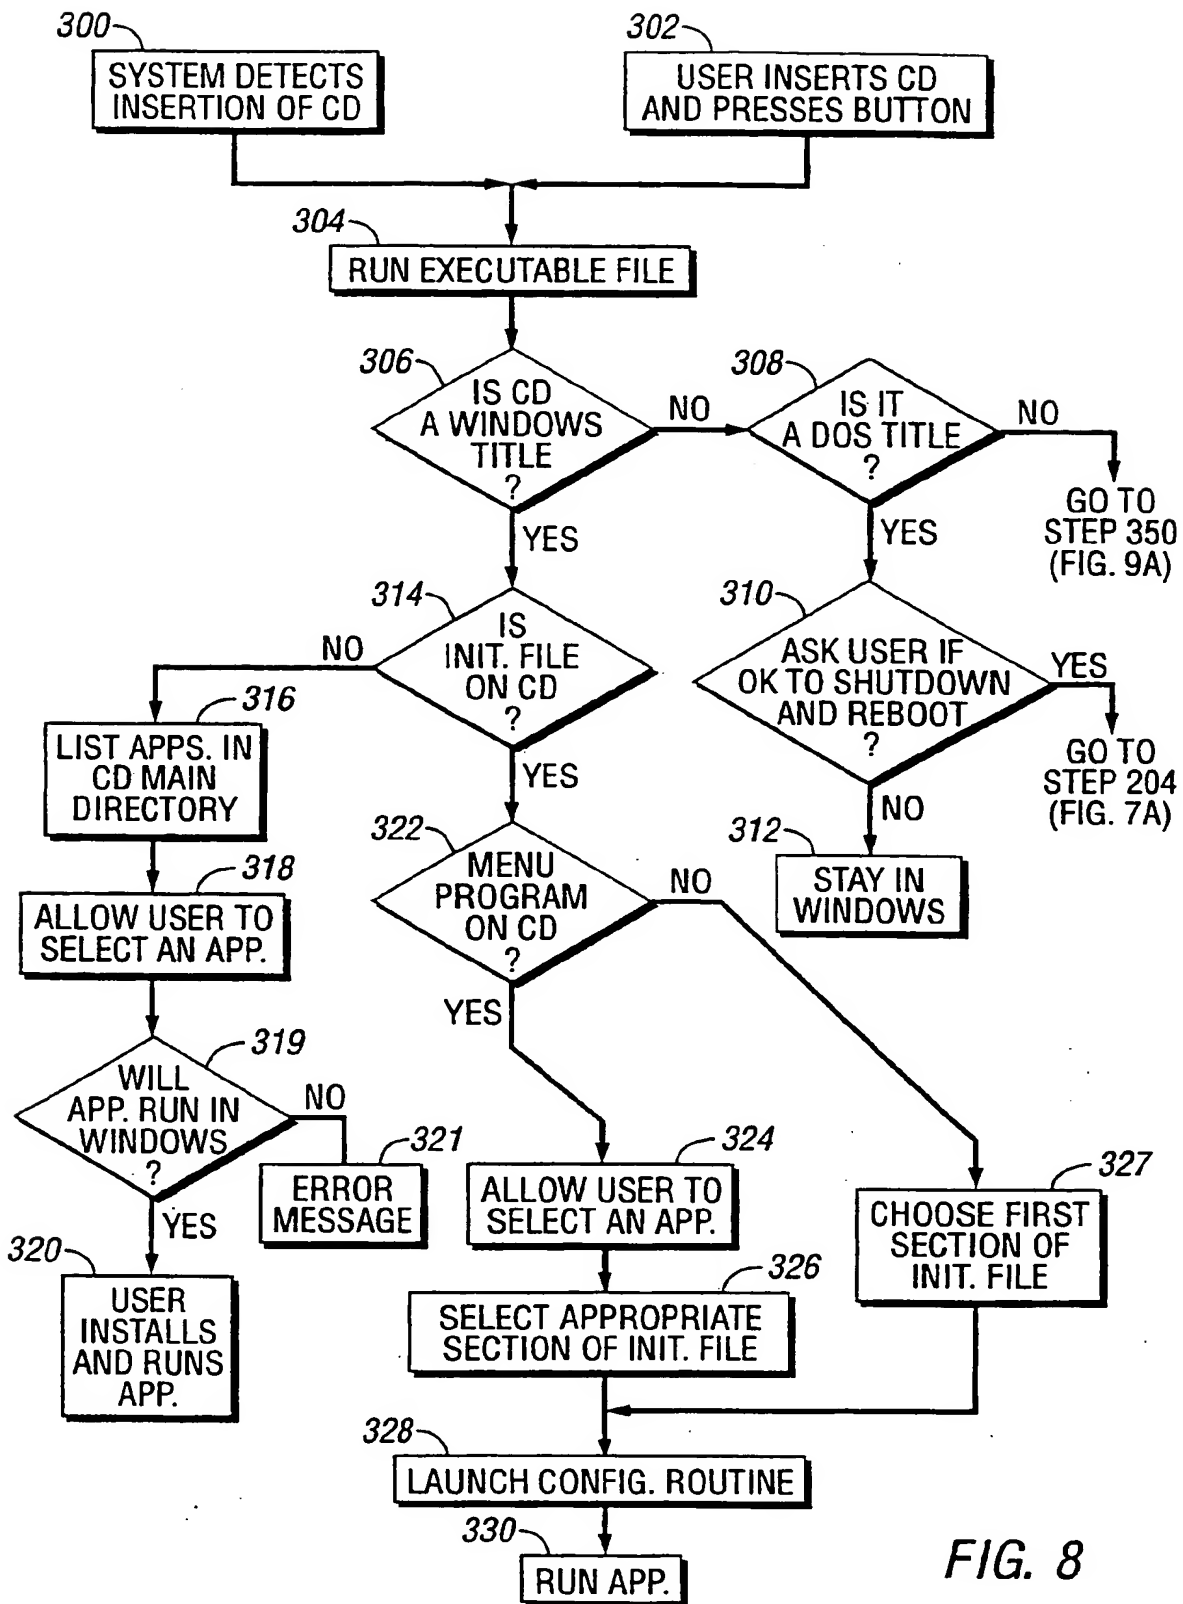 300
SYSTEM DETECTS
INSERTION OF CD
302
USER INSERTS CD
AND PRESSES BUTTON
304
RUN EXECUTABLE FILE
306
IS CD
A WINDOWS
TITLE
?
NO
YES
308
IS IT
A DOS TITLE
?
NO
GO TO
STEP 350
(FIG. 9A)
YES
310
ASK USER IF
OK TO SHUTDOWN
AND REBOOT
?
YES
GO TO
STEP 204
(FIG. 7A)
NO
312
STAY IN
WINDOWS
314
IS
INIT. FILE
ON CD
?
NO
YES
316
LIST APPS. IN
CD MAIN
DIRECTORY
318
ALLOW USER TO
SELECT AN APP.
319
WILL
APP. RUN IN
WINDOWS
?
NO
321
ERROR
MESSAGE
YES
320
USER
INSTALLS
AND RUNS
APP.
322
MENU
PROGRAM
ON CD
?
NO
YES
324
ALLOW USER TO
SELECT AN APP.
326
SELECT APPROPRIATE
SECTION OF INIT. FILE
327
CHOOSE FIRST
SECTION OF
INIT. FILE
328
LAUNCH CONFIG. ROUTINE
330
RUN APP.
FIG. 8